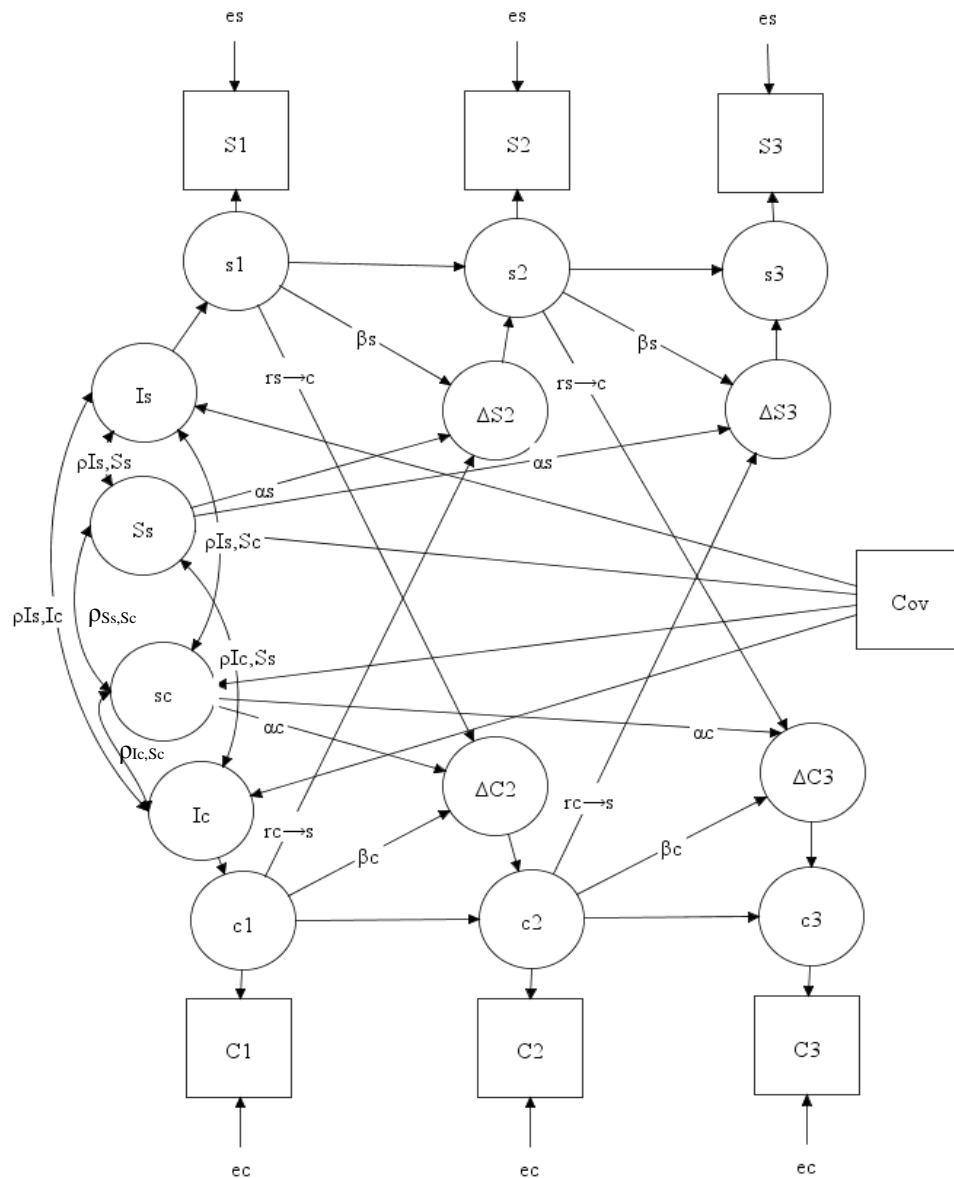 es es es
S1 S2 S3
s1 s2 s3
βs βs
rs→c rs→c
Is ΔS2 ΔS3
ρIs,Ss αs αs
Ss ρIs,Sc
Cov
ρIs,Ic ρSs,Sc
ρIc,Ss
sc
αc αc
ρIc,Sc
ΔC2 ΔC3
Ic rc→s rc→s
βc βc
c1 c2 c3
C1 C2 C3
ec ec ec